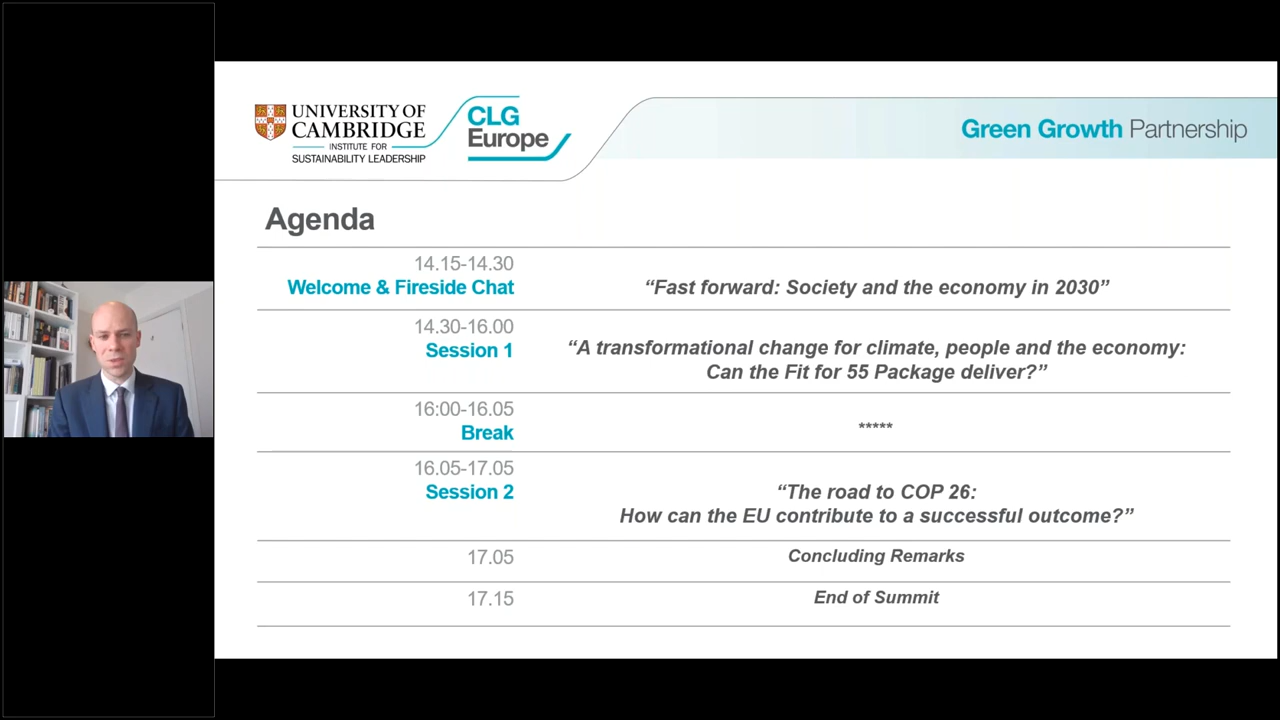 UNIVERSITY OF
CAMBRIDGE
INSTITUTE FOR
SUSTAINABILITY LEADERSHIP
CLG
Europe
Green Growth Partnership
Agenda
14.15-14.30
Welcome & Fireside Chat
“Fast forward: Society and the economy in 2030”
14.30-16.00
Session 1
“A transformational change for climate, people and the economy:
Can the Fit for 55 Package deliver?”
16:00-16.05
Break
*****
16.05-17.05
Session 2
“The road to COP 26:
How can the EU contribute to a successful outcome?”
17.05
Concluding Remarks
17.15
End of Summit